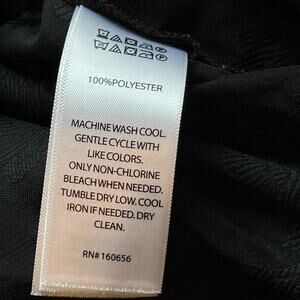 100%POLYESTER
MACHINE WASH COOL.
GENTLE CYCLE WITH
LIKE COLORS.
ONLY NON-CHLORINE
BLEACH WHEN NEEDED.
TUMBLE DRY LOW. COOL
IRON IF NEEDED. DRY
CLEAN.
RN# 160656